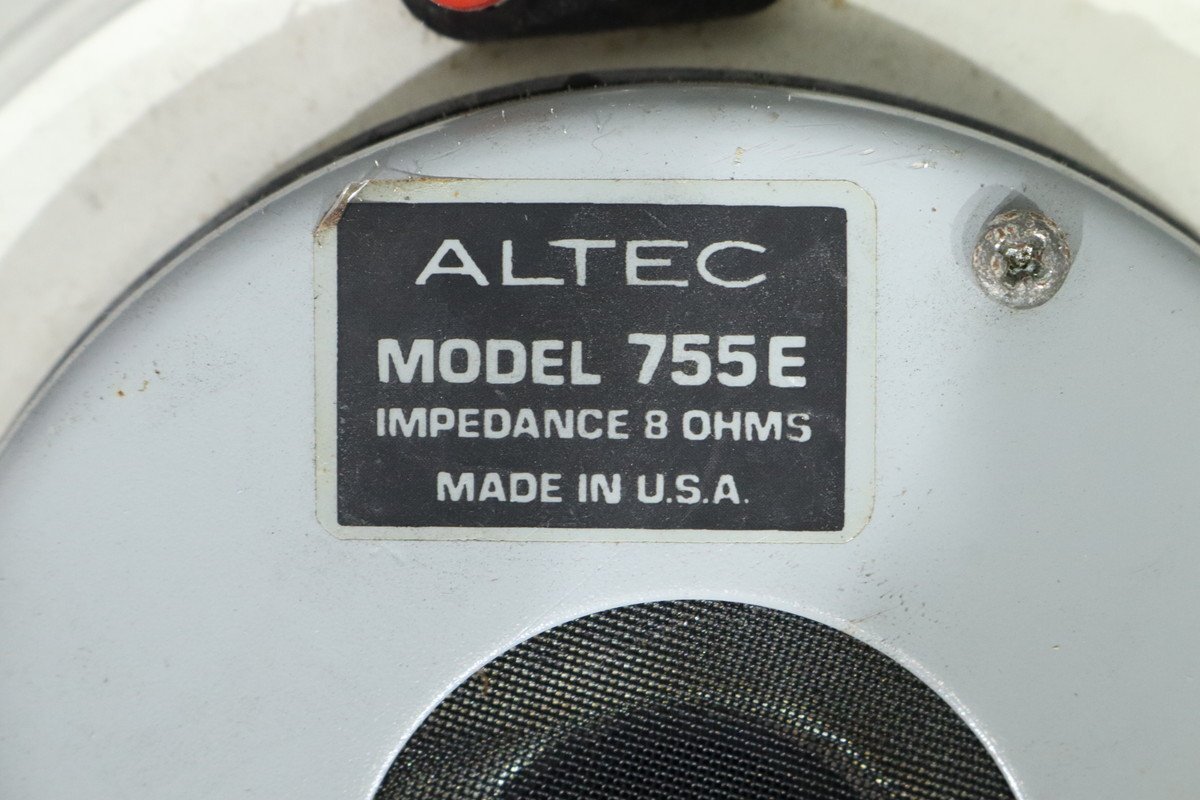 ALTEC
MODEL 755E
IMPEDANCE 8 OHMS
MADE IN U.S.A.